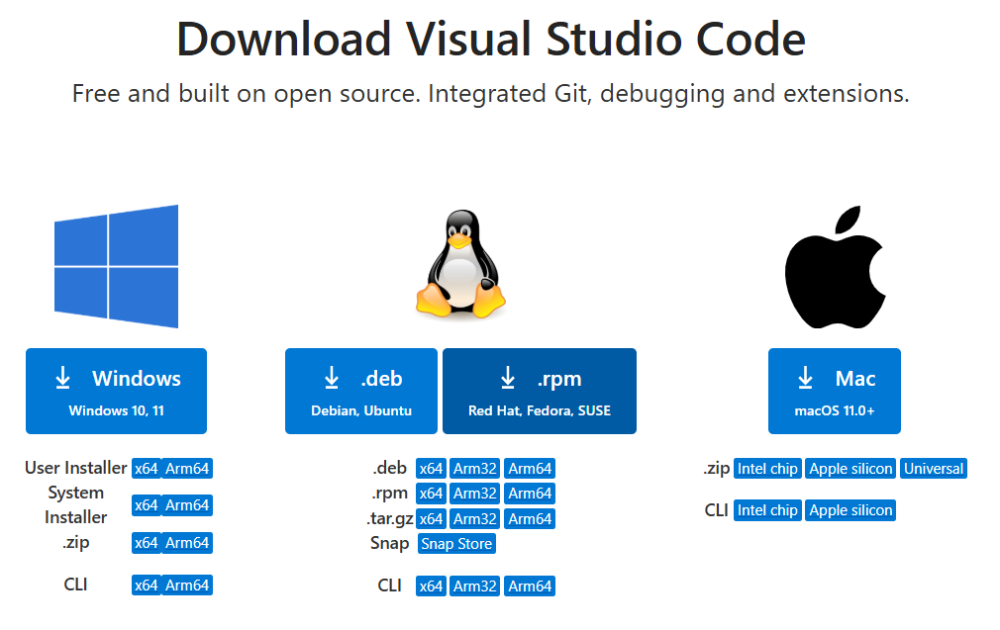 Download Visual Studio Code
Free and built on open source. Integrated Git, debugging and extensions.
Windows
Windows 10, 11
User Installer x64 Arm64
System
Installer x64 Arm64
.zip x64 Arm64
CLI x64 Arm64
.deb
Debian, Ubuntu
.rpm
Red Hat, Fedora, SUSE
.deb x64 Arm32 Arm64
.rpm x64 Arm32 Arm64
.tar.gz x64 Arm32 Arm64
Snap Snap Store
CLI x64 Arm32 Arm64
Mac
macOS 11.0+
.zip Intel chip Apple silicon Universal
CLI Intel chip Apple silicon